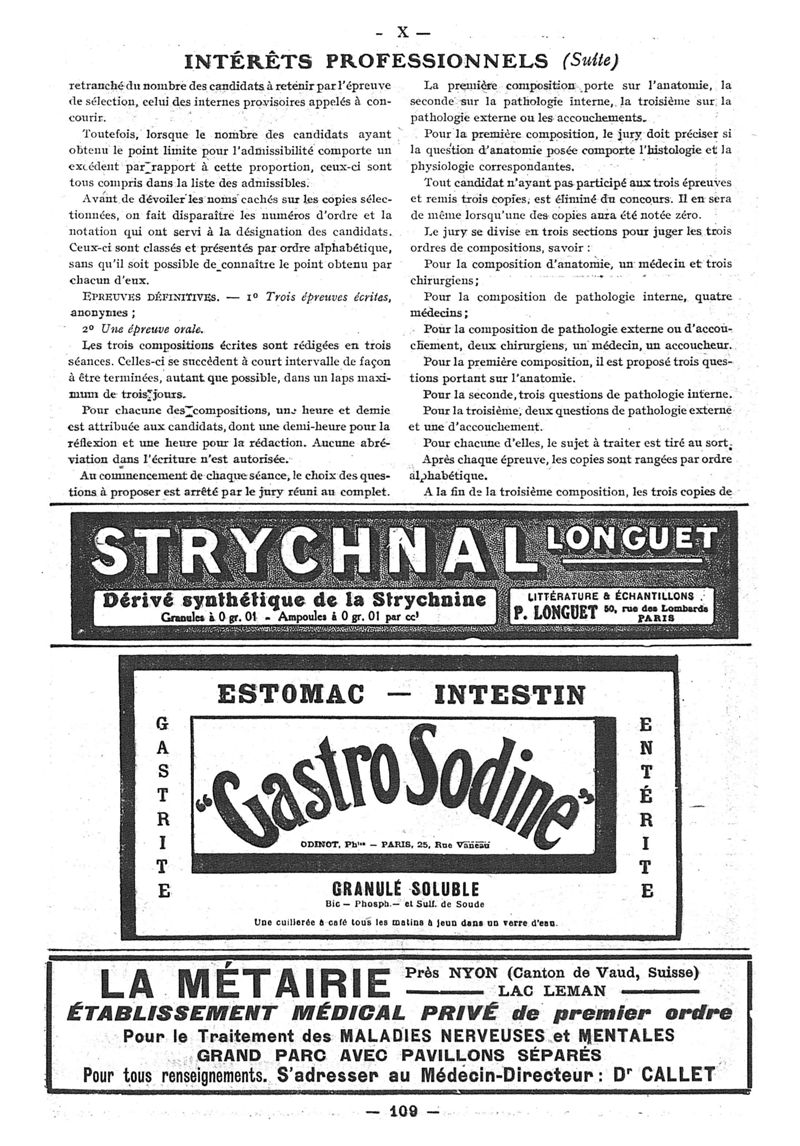 - X —
INTÉRÊTS PROFESSIONNELS (Suite)
retranché du nombre des candidats à retenir par l'épreuve
de sélection, celui des internes provisoires appelés à con-
courir.
Toutefois, lorsque le nombre des candidats ayant
obtenu le point limite pour l'admissibilité comporte un
excédent par rapport à cette proportion, ceux-ci sont
tous compris dans la liste des admissibles.
Avant de dévoiler les noms cachés sur les copies sélec-
tionnées, on fait disparaître les numéros d'ordre et la
notation qui ont servi à la désignation des candidats.
Ceux-ci sont classés et présentés par ordre alphabétique,
sans qu'il soit possible de connaître le point obtenu par
chacun d'eux.
EPREUVES DÉFINITIVES. — 1º Trois épreuves écrites,
anonymes ;
2º Une épreuve orale.
Les trois compositions écrites sont rédigées en trois
séances. Celles-ci se succèdent à court intervalle de façon
à être terminées, autant que possible, dans un laps maxi-
mum de trois jours.
Pour chacune des compositions, une heure et demie
est attribuée aux candidats, dont une demi-heure pour la
réflexion et une heure pour la rédaction. Aucune abré-
viation dans l'écriture n'est autorisée.
Au commencement de chaque séance, le choix des ques-
tions à proposer est arrêté par le jury réuni au complet.
La première composition porte sur l'anatomie, la
seconde sur la pathologie interne, la troisième sur la
pathologie externe ou les accouchements.
Pour la première composition, le jury doit préciser si
la question d'anatomie posée comporte l'histologie et la
physiologie correspondantes.
Tout candidat n'ayant pas participé aux trois épreuves
et remis trois copies, est éliminé du concours. Il en sera
de même lorsqu'une des copies aura été notée zéro.
Le jury se divise en trois sections pour juger les trois
ordres de compositions, savoir :
Pour la composition d'anatomie, un médecin et trois
chirurgiens ;
Pour la composition de pathologie interne, quatre
médecins ;
Pour la composition de pathologie externe ou d'accou-
chement, deux chirurgiens, un médecin, un accoucheur.
Pour la première composition, il est proposé trois ques-
tions portant sur l'anatomie.
Pour la seconde, trois questions de pathologie interne.
Pour la troisième, deux questions de pathologie externe
et une d'accouchement.
Pour chacune d'elles, le sujet à traiter est tiré au sort.
Après chaque épreuve, les copies sont rangées par ordre
alphabétique.
A la fin de la troisième composition, les trois copies de
STRYCHNAL LONGUET
Dérivé synthétique de la Strychnine
Granules à 0 gr. 01 - Ampoules à 0 gr. 01 par cc³
LITTÉRATURE & ÉCHANTILLONS
P. LONGUET 50, rue des Lombards
PARIS
ESTOMAC — INTESTIN
GASTRITE
"Gastro Sodine"
ODINOT, Phien — PARIS, 25, Rue Vaneau
ENTÉRITE
GRANULÉ SOLUBLE
Bic — Phosph. — et Sulf. de Soude
Une cuillerée à café tous les matins à jeun dans un verre d'eau.
LA MÉTAIRIE Près NYON (Canton de Vaud, Suisse)
LAC LEMAN
ÉTABLISSEMENT MÉDICAL PRIVÉ de premier ordre
Pour le Traitement des MALADIES NERVEUSES et MENTALES
GRAND PARC AVEC PAVILLONS SÉPARÉS
Pour tous renseignements. S'adresser au Médecin-Directeur : Dr CALLET
— 109 —